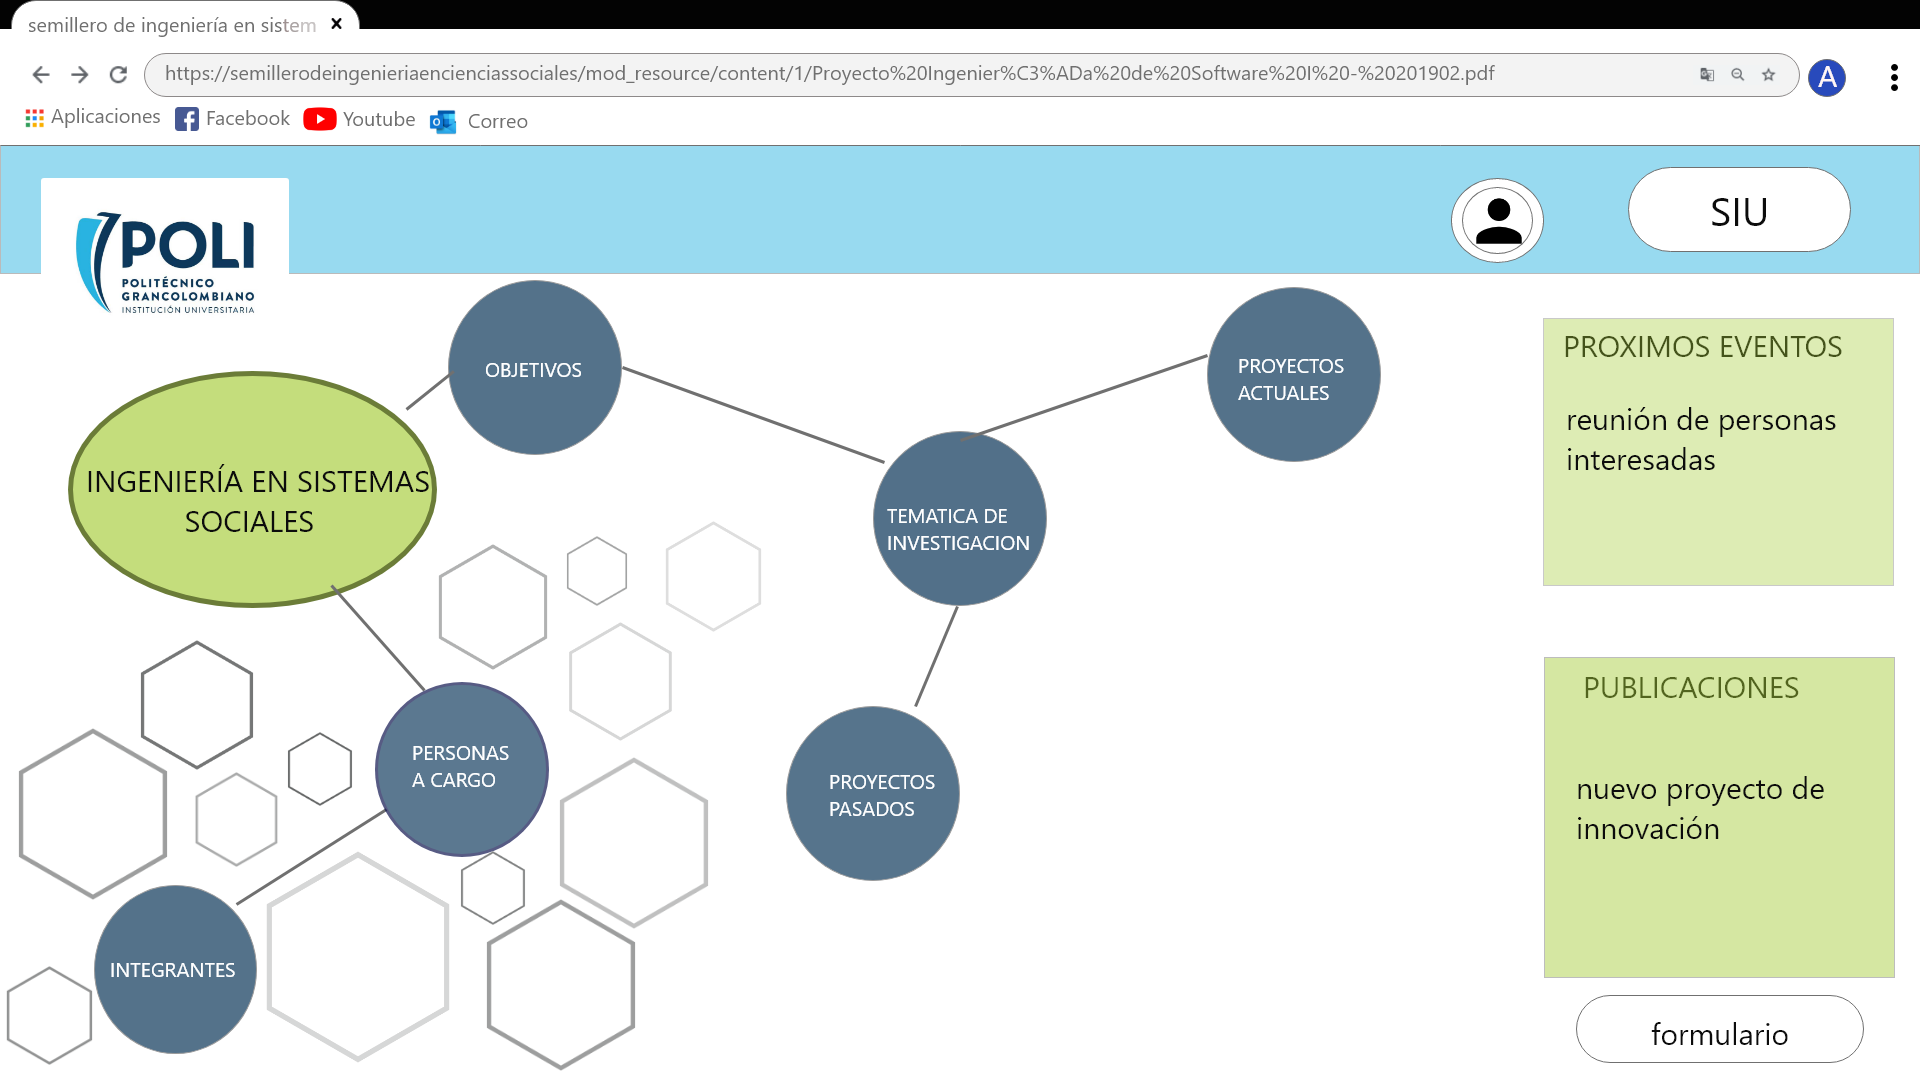 semillero de ingeniería en sistem
https://semillerodeingenieriaencienciassociales/mod_resource/content/1/Proyecto%20Ingenier%C3%ADa%20de%20Software%20I%20-%20201902.pdf
A
Aplicaciones
Facebook
Youtube
Correo
POLI
POLITÉCNICO
GRANCOLOMBIANO
INSTITUCIÓN UNIVERSITARIA
SIU
OBJETIVOS
PROYECTOS
ACTUALES
INGENIERÍA EN SISTEMAS
SOCIALES
TEMATICA DE
INVESTIGACION
PERSONAS
A CARGO
PROYECTOS
PASADOS
INTEGRANTES
PROXIMOS EVENTOS
reunión de personas
interesadas
PUBLICACIONES
nuevo proyecto de
innovación
formulario